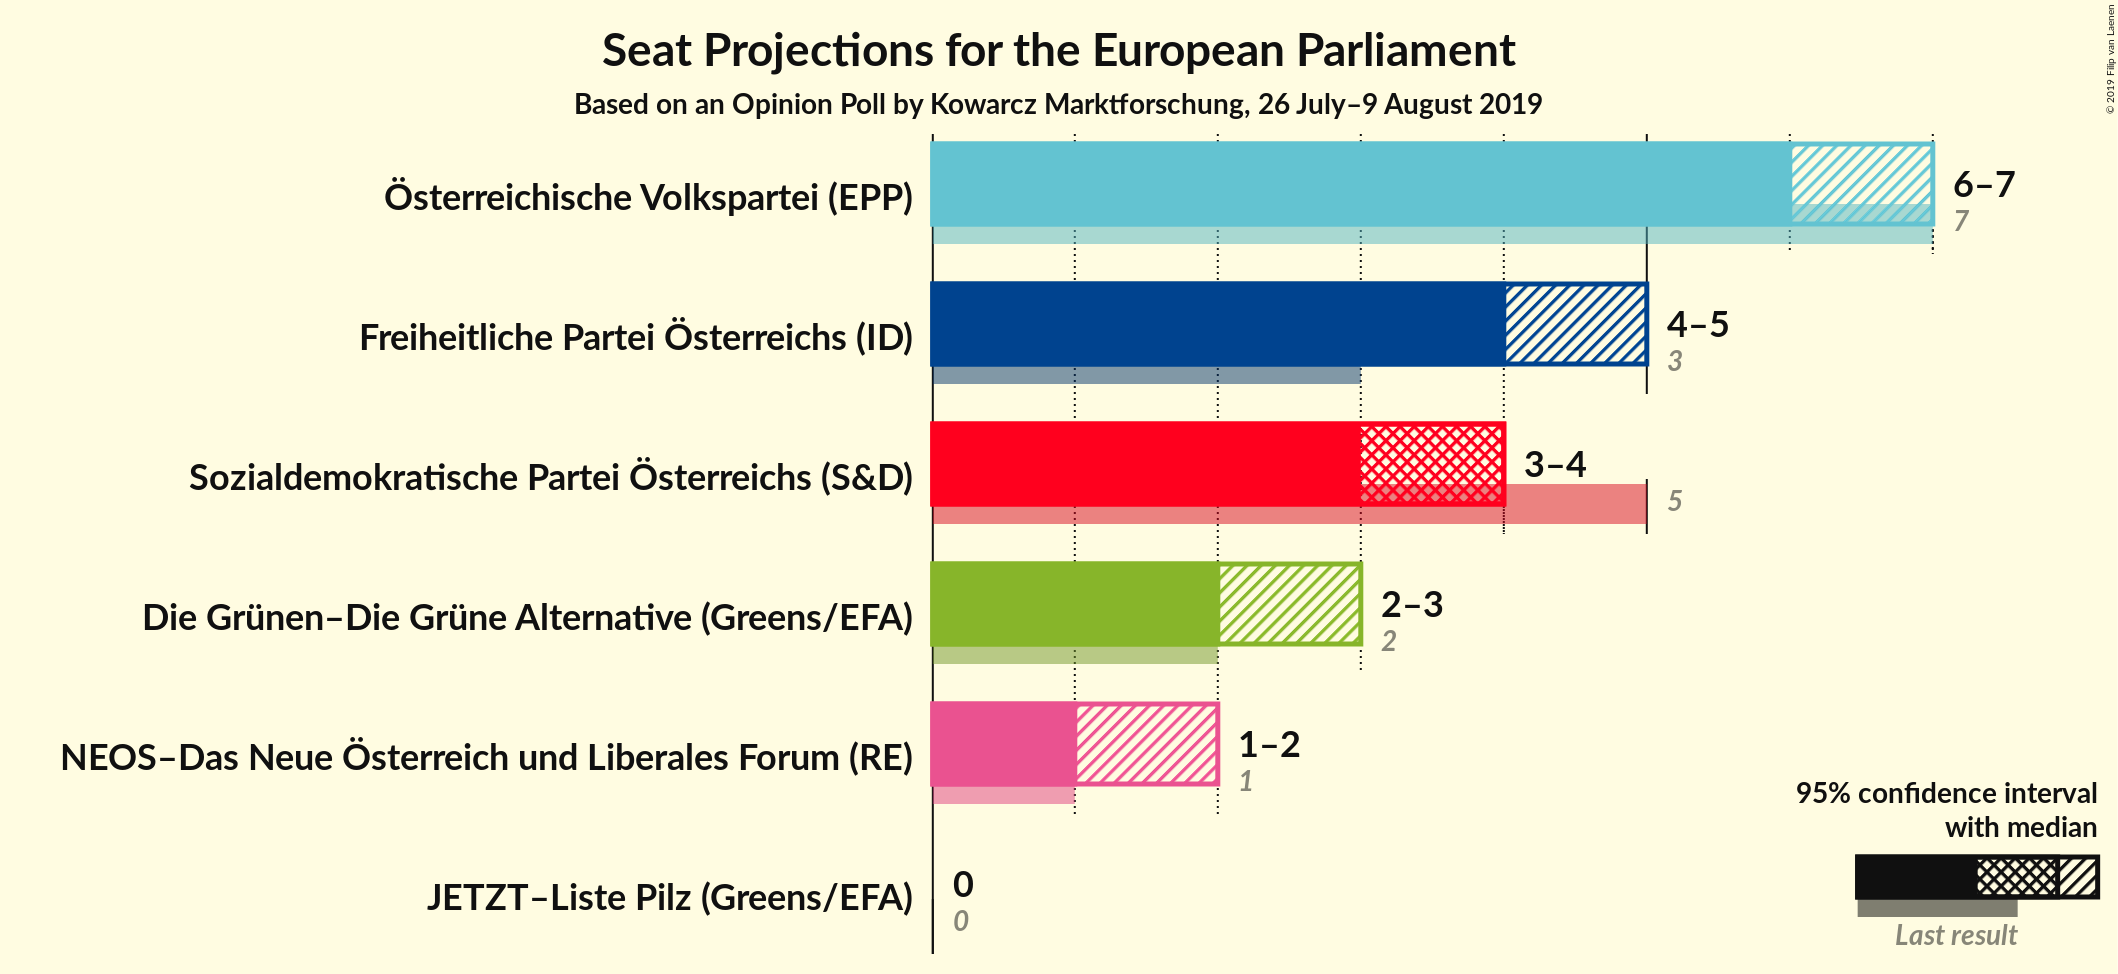 Seat Projections for the European Parliament
Based on an Opinion Poll by Kowarcz Marktforschung, 26 July–9 August 2019
© 2019 Filip van Laenen
Österreichische Volkspartei (EPP)
6–7
7
Freiheitliche Partei Österreichs (ID)
4–5
3
Sozialdemokratische Partei Österreichs (S&D)
3–4
5
Die Grünen–Die Grüne Alternative (Greens/EFA)
2–3
2
NEOS–Das Neue Österreich und Liberales Forum (RE)
1–2
1
JETZT–Liste Pilz (Greens/EFA)
0
0
95% confidence interval
with median
Last result